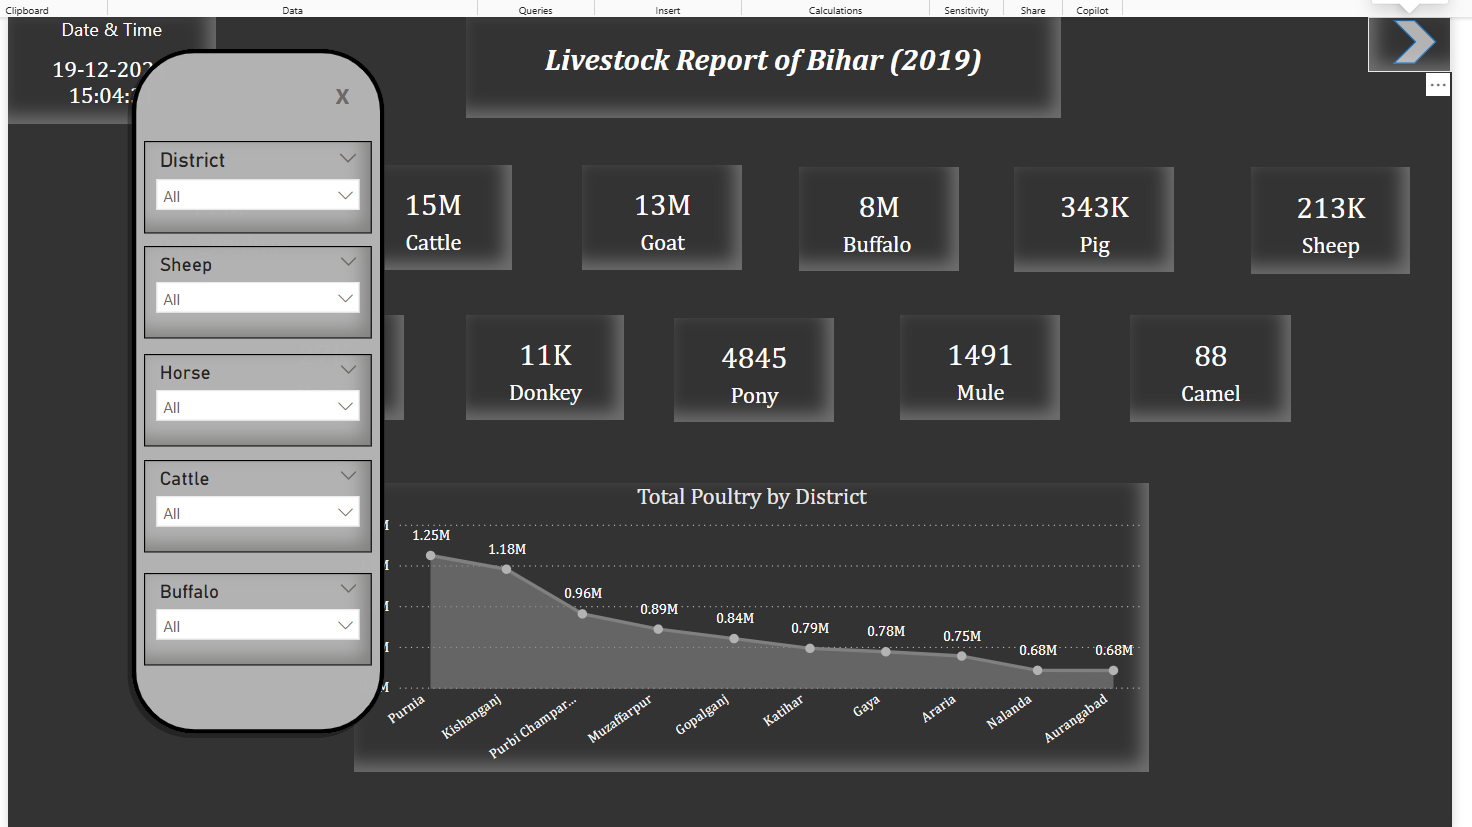 Clipboard
Data
Queries
Insert
Calculations
Sensitivity
Share
Copilot
Date & Time
19-12-202
15:04:
Livestock Report of Bihar (2019)
X
District
All
Sheep
All
Horse
All
Cattle
All
Buffalo
All
15M
Cattle
13M
Goat
8M
Buffalo
343K
Pig
213K
Sheep
11K
Donkey
4845
Pony
1491
Mule
88
Camel
Total Poultry by District
M
M
M
M
M
1.25M
1.18M
0.96M
0.89M
0.84M
0.79M
0.78M
0.75M
0.68M
0.68M
Purnia
Kishanganj
Purbi Champar...
Muzaffarpur
Gopalganj
Katihar
Gaya
Araria
Nalanda
Aurangabad